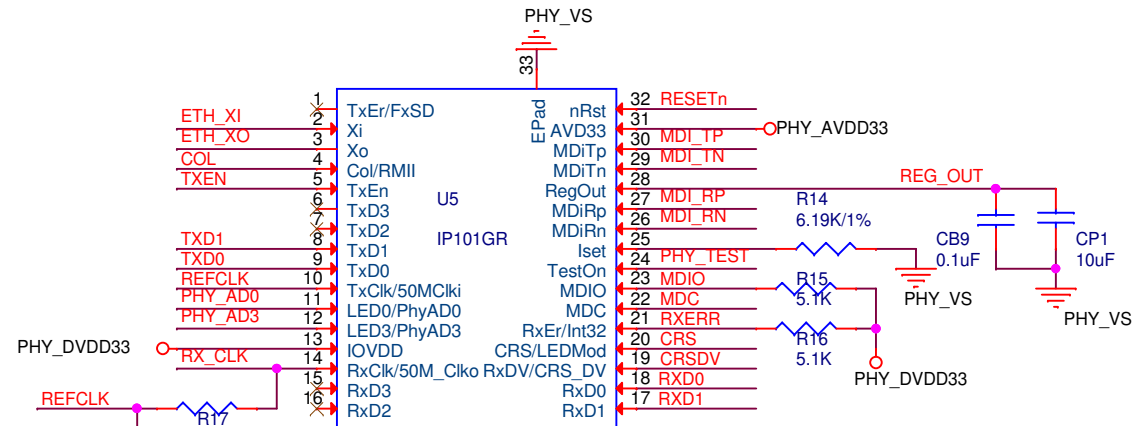 PHY_VS
33
EPad
1 TxEr/FxSD
ETH_XI 2 Xi
ETH_XO 3 Xo
COL 4 Col/RMII
TXEN 5 TxEn
6 TxD3
7 TxD2
TXD1 8 TxD1
TXD0 9 TxD0
REFCLK 10 TxClk/50MClki
PHY_AD0 11 LED0/PhyAD0
PHY_AD3 12 LED3/PhyAD3
PHY_DVDD33 13 IOVDD
RX_CLK 14 RxClk/50M_Clko
15 RxD3
16 RxD2
REFCLK
R17
U5
IP101GR
nRst 32 RESETn
AVD33 31 PHY_AVDD33
MDiTp 30 MDI_TP
MDiTn 29 MDI_TN
RegOut 28 REG_OUT
MDiRp 27 MDI_RP
MDiRn 26 MDI_RN
Iset 25
TestOn 24 PHY_TEST
MDIO 23 MDIO
MDC 22 MDC
RxEr/Int32 21 RXERR
CRS/LEDMod 20 CRS
RxDV/CRS_DV 19 CRSDV
RxD0 18 RXD0
RxD1 17 RXD1
R14
6.19K/1%
PHY_VS
R15
5.1K
R16
5.1K
PHY_DVDD33
CB9
0.1uF
CP1
10uF
PHY_VS